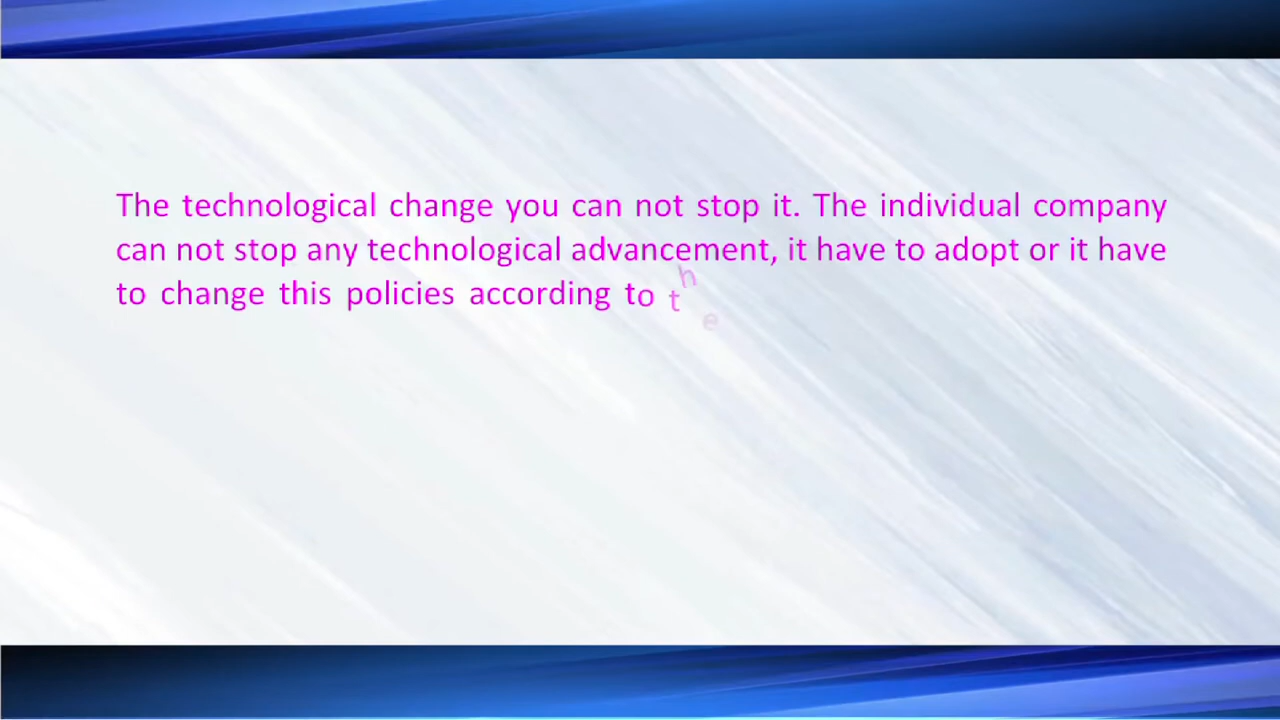 The technological change you can not stop it. The individual company
can not stop any technological advancement, it have to adopt or it have
to change this policies according to the